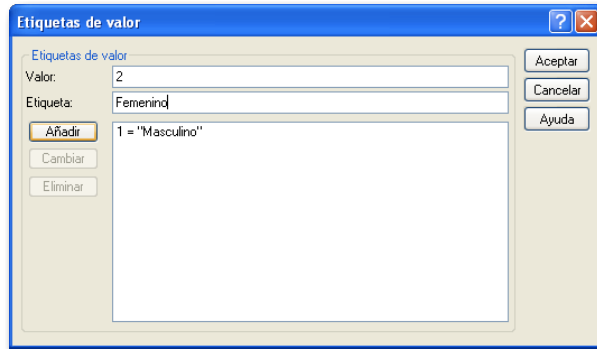 Etiquetas de valor
Etiquetas de valor
Valor: 2
Etiqueta: Femenino
Añadir
Cambiar
Eliminar
1 = "Masculino"
Aceptar
Cancelar
Ayuda